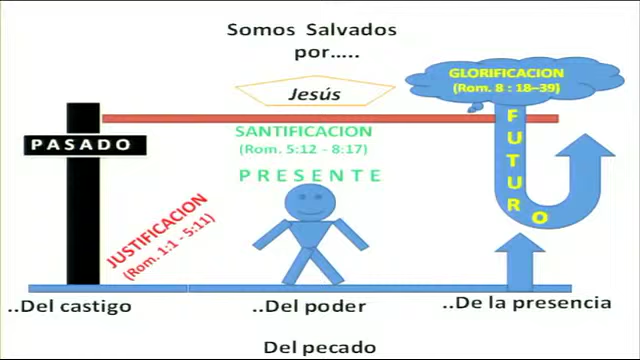 Somos Salvados
por.....
Jesús
GLORIFICACION
(Rom. 8 : 18–39)
PASADO
SANTIFICACION
(Rom. 5:12 - 8:17)
PRESENTE
JUSTIFICACION
(Rom. 1:1 - 5:11)
FUTURO
..Del castigo
..Del poder
..De la presencia
Del pecado